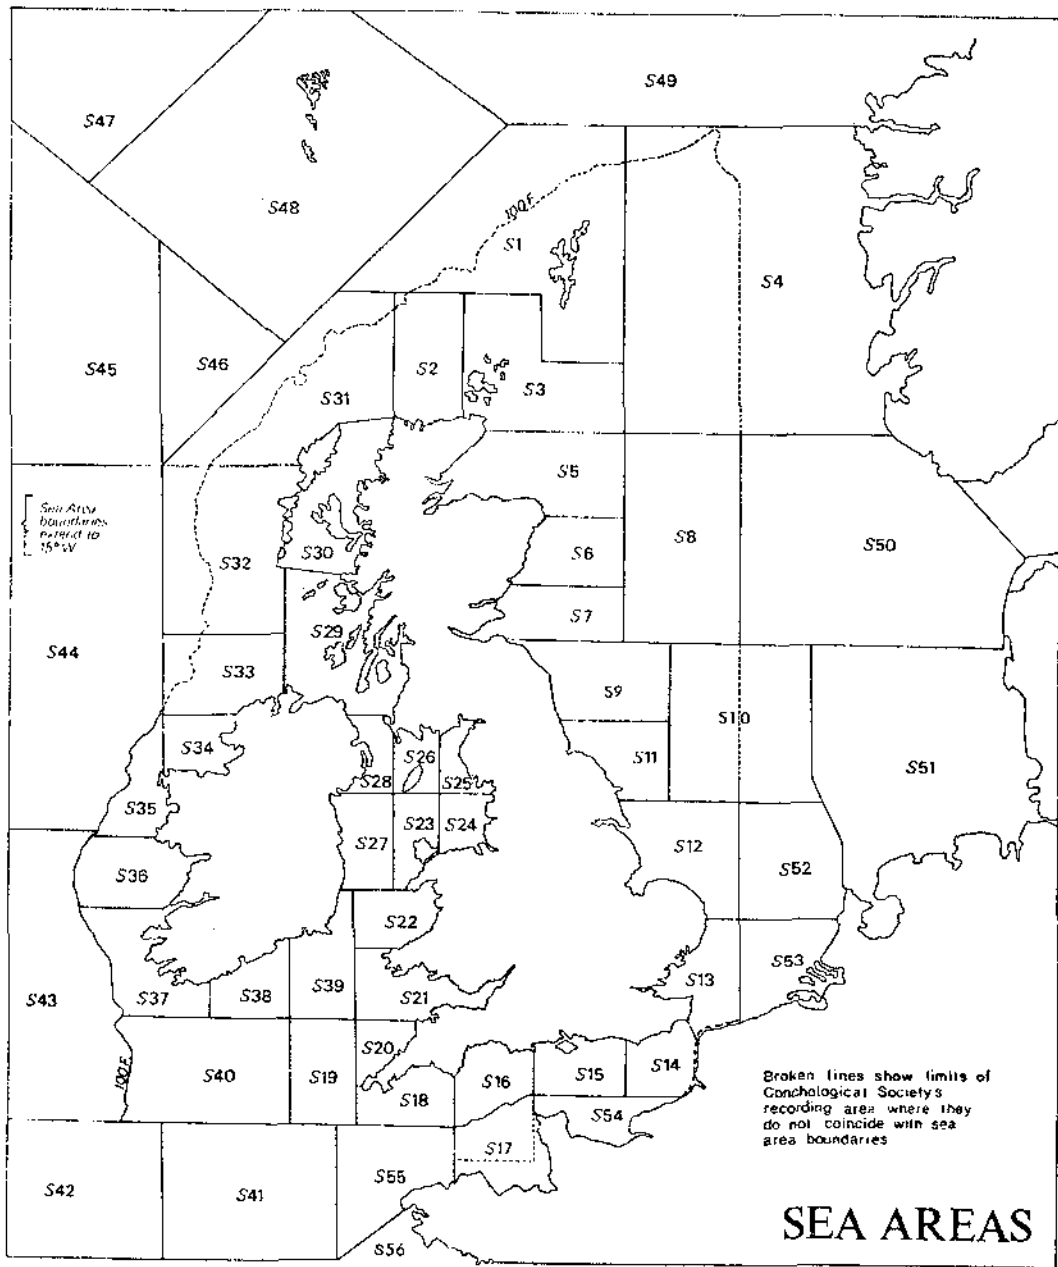 S49
S47
S48
100F
S1
S4
S46
S45
S2
S3
S31
S5
Sea Area
boundaries
extend to
15°W
S30
S6
S8
S50
S32
S7
S29
S44
S33
S9
S10
S34
S26
S11
S28
S25
S51
S35
S27
S23
S24
S12
S36
S52
S22
S43
S37
S38
S39
S21
S13
S53
S20
100F
S40
S19
S18
S16
S15
S14
S54
Broken lines show limits of
Conchological Society's
recording area where they
do not coincide with sea
area boundaries
S17
S42
S41
S55
S56
SEA AREAS